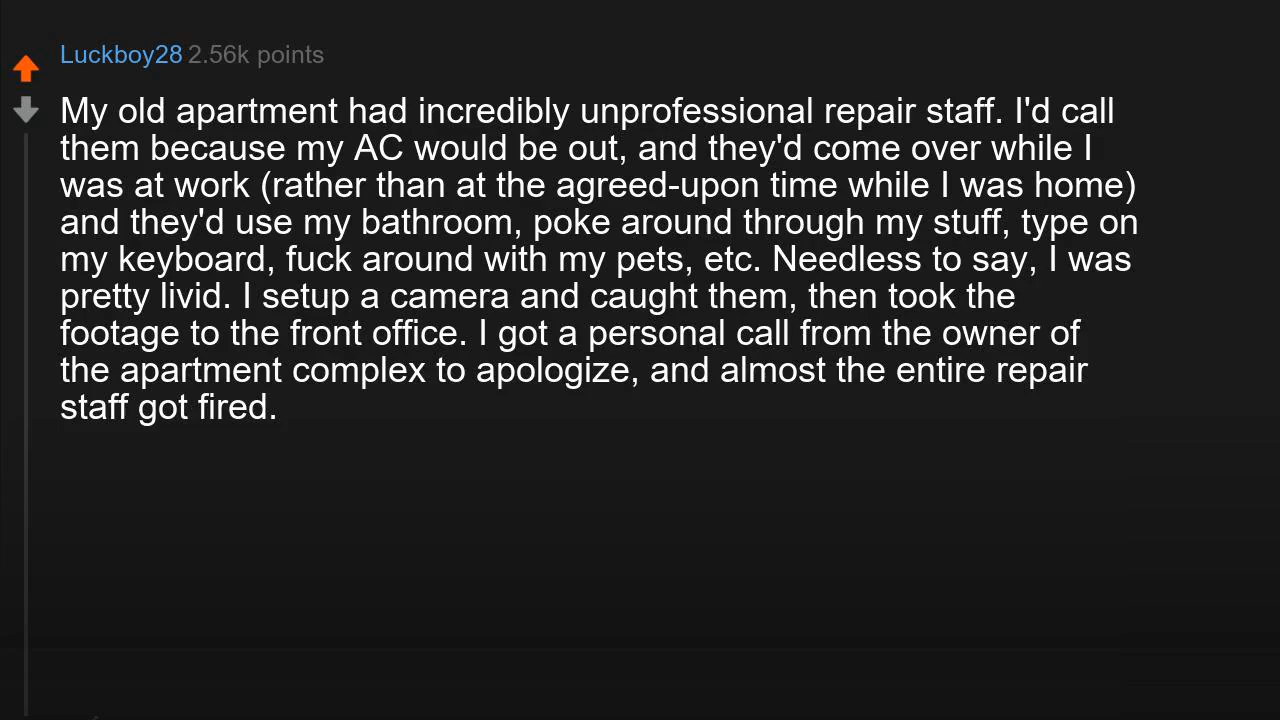 Luckboy28 2.56k points
My old apartment had incredibly unprofessional repair staff. I'd call
them because my AC would be out, and they'd come over while I
was at work (rather than at the agreed-upon time while I was home)
and they'd use my bathroom, poke around through my stuff, type on
my keyboard, fuck around with my pets, etc. Needless to say, I was
pretty livid. I setup a camera and caught them, then took the
footage to the front office. I got a personal call from the owner of
the apartment complex to apologize, and almost the entire repair
staff got fired.